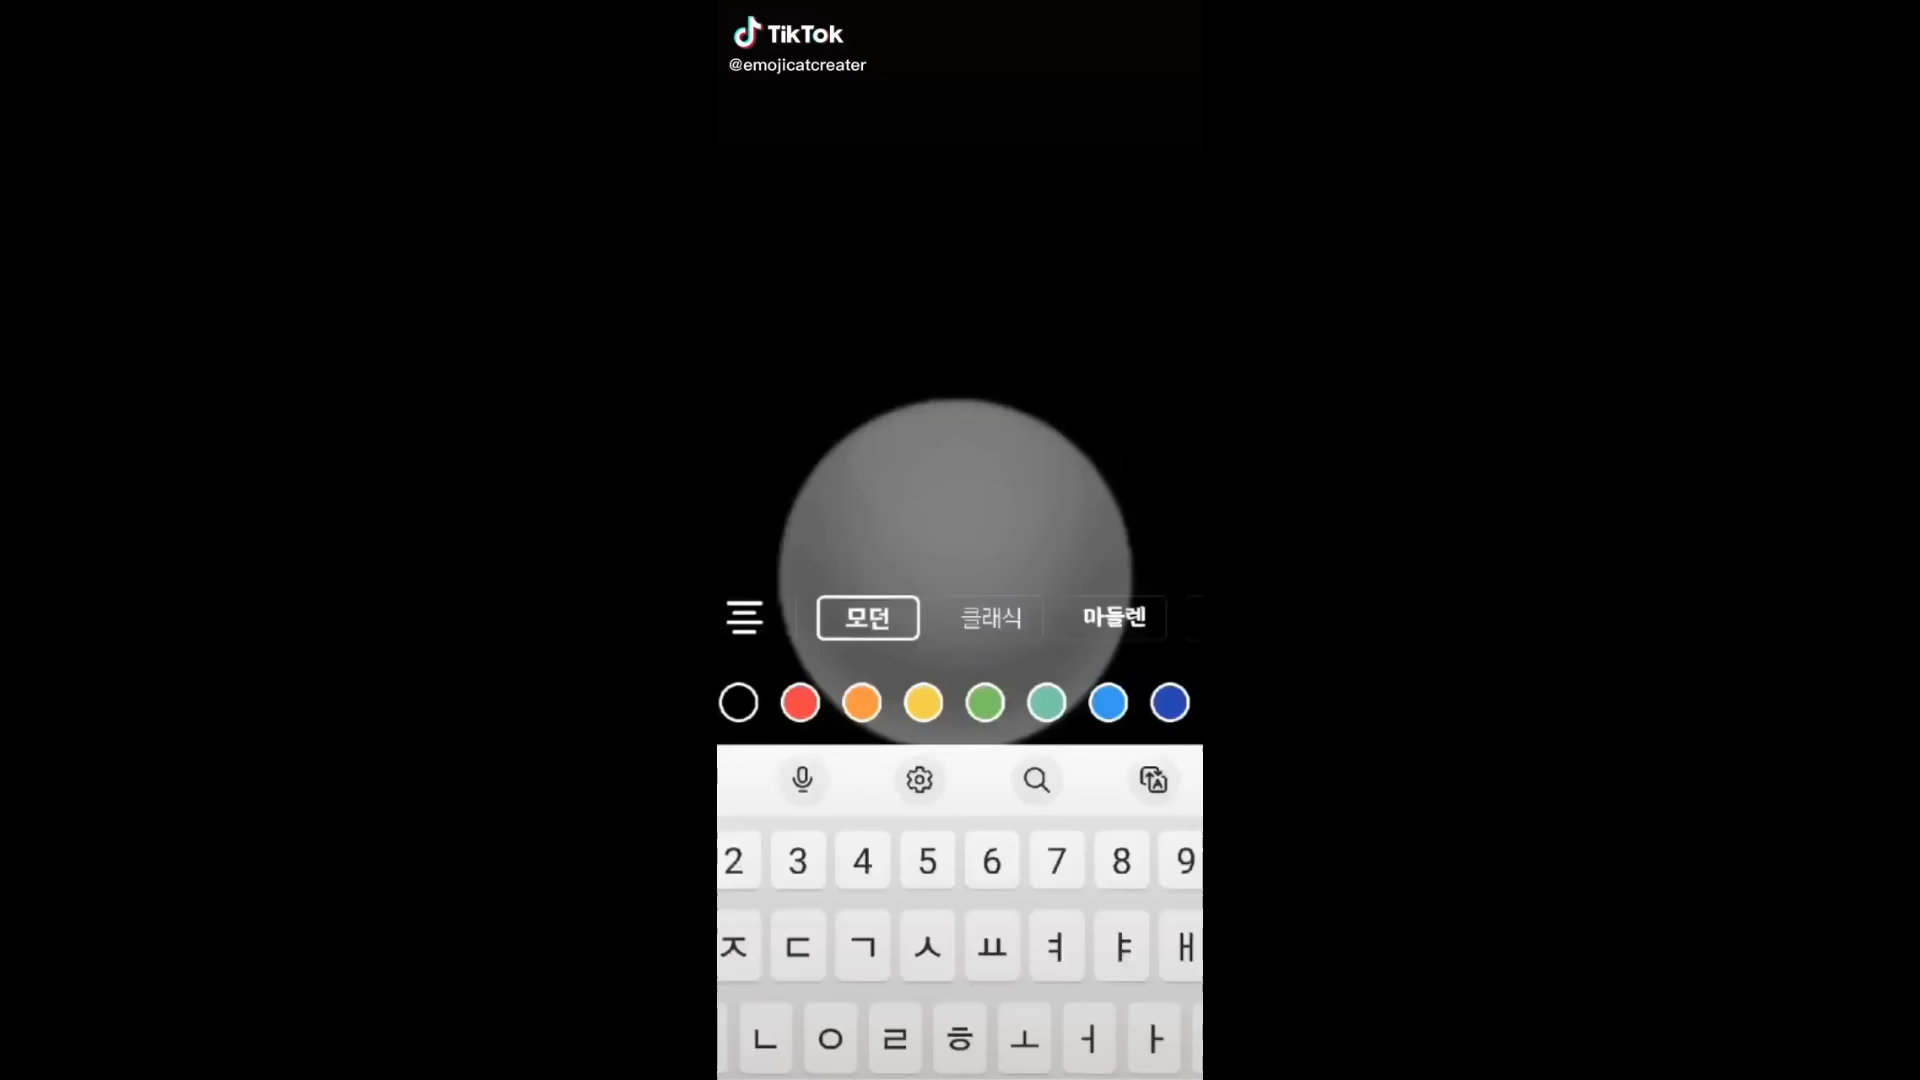 TikTok
@emojicatcreater
모던 클래식 마들렌
2 3 4 5 6 7 8 9
ㅈ ㄷ ㄱ ㅅ ㅛ ㅕ ㅑ ㅐ
ㄴ ㅇ ㄹ ㅎ ㅗ ㅓ ㅏ